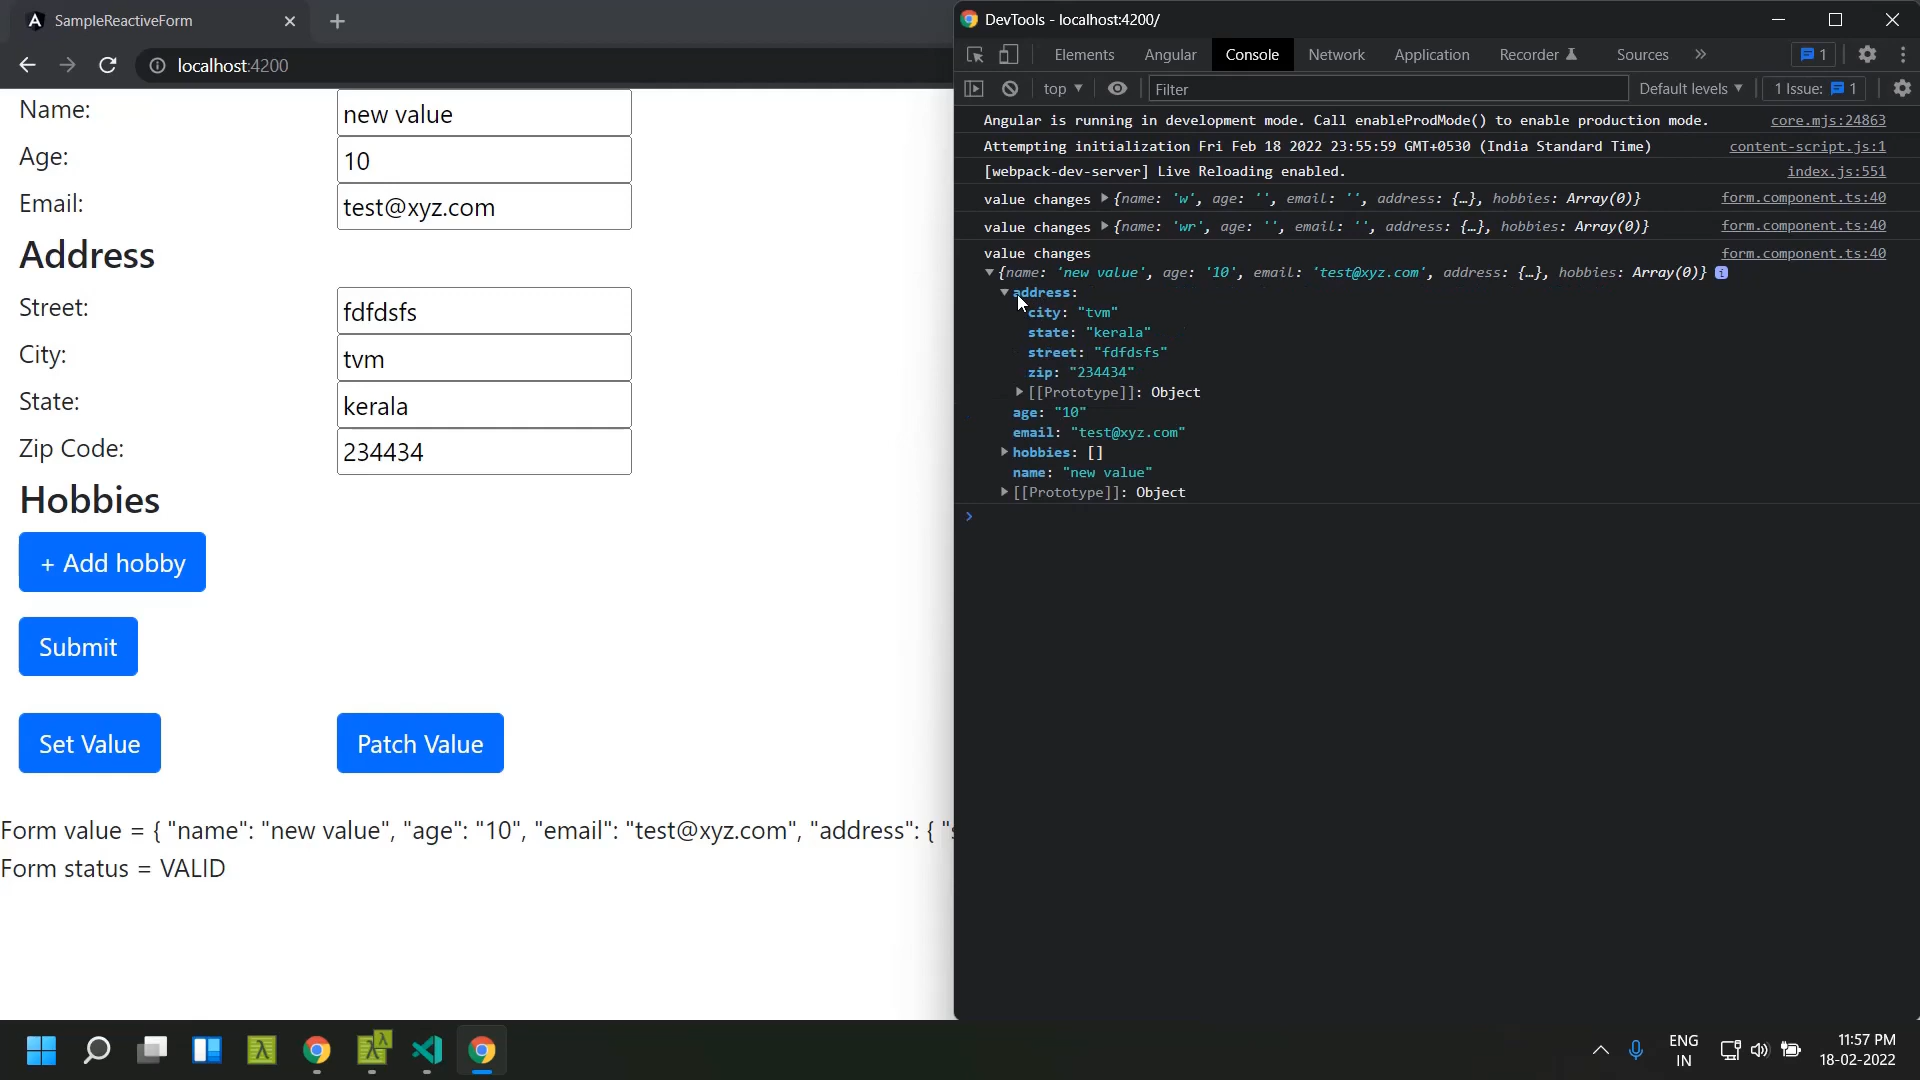 SampleReactiveForm
localhost:4200
Name:
new value
Age:
10
Email:
test@xyz.com
Address
Street:
fdfdsfs
City:
tvm
State:
kerala
Zip Code:
234434
Hobbies
+ Add hobby
Submit
Set Value
Patch Value
Form value = { "name": "new value", "age": "10", "email": "test@xyz.com", "address": { "s
Form status = VALID
DevTools - localhost:4200/
Elements Angular Console Network Application Recorder Sources » 1
top ▼ Filter Default levels ▼ 1 Issue: 1
Angular is running in development mode. Call enableProdMode() to enable production mode. core.mjs:24863
Attempting initialization Fri Feb 18 2022 23:55:59 GMT+0530 (India Standard Time) content-script.js:1
[webpack-dev-server] Live Reloading enabled. index.js:551
value changes ▶ {name: 'w', age: '', email: '', address: {…}, hobbies: Array(0)} form.component.ts:40
value changes ▶ {name: 'wr', age: '', email: '', address: {…}, hobbies: Array(0)} form.component.ts:40
value changes form.component.ts:40
▼ {name: 'new value', age: '10', email: 'test@xyz.com', address: {…}, hobbies: Array(0)} i
▼ address:
city: "tvm"
state: "kerala"
street: "fdfdsfs"
zip: "234434"
▶ [[Prototype]]: Object
age: "10"
email: "test@xyz.com"
▶ hobbies: []
name: "new value"
▶ [[Prototype]]: Object
>
ENG
IN
11:57 PM
18-02-2022